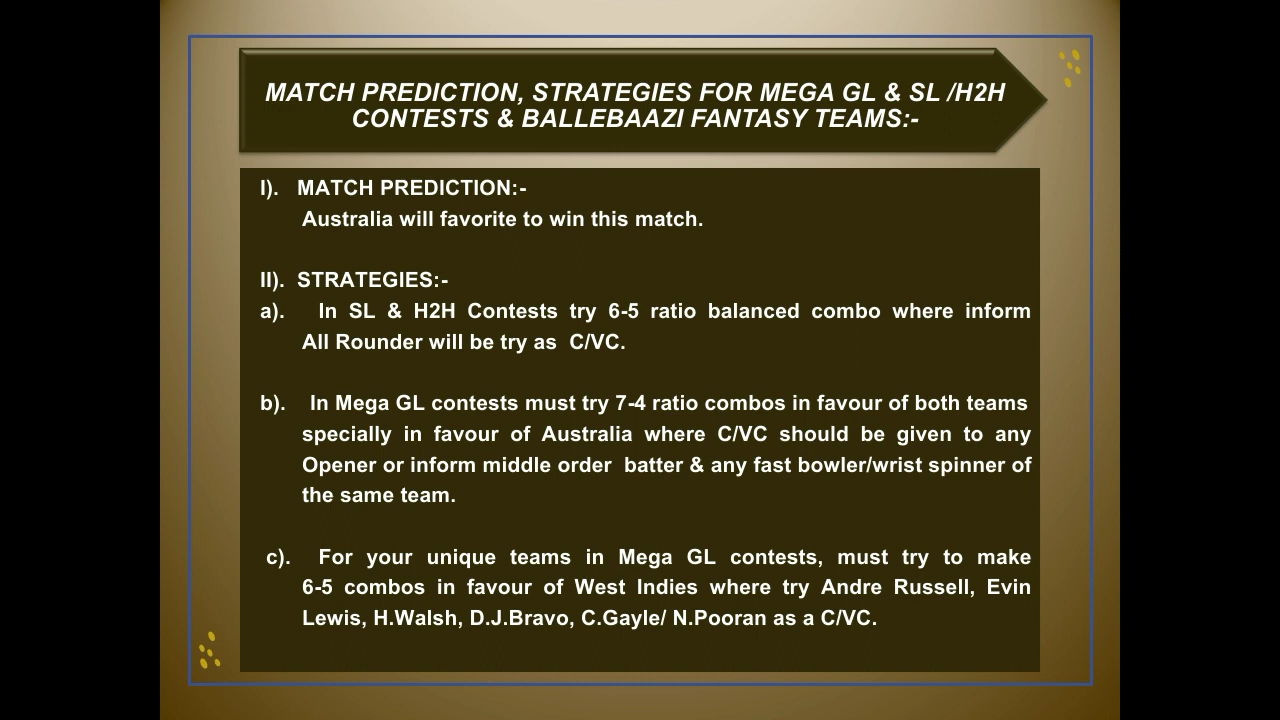 MATCH PREDICTION, STRATEGIES FOR MEGA GL & SL /H2H
CONTESTS & BALLEBAAZI FANTASY TEAMS:-
I). MATCH PREDICTION:-
Australia will favorite to win this match.
II). STRATEGIES:-
a). In SL & H2H Contests try 6-5 ratio balanced combo where inform
All Rounder will be try as C/VC.
b). In Mega GL contests must try 7-4 ratio combos in favour of both teams
specially in favour of Australia where C/VC should be given to any
Opener or inform middle order batter & any fast bowler/wrist spinner of
the same team.
c). For your unique teams in Mega GL contests, must try to make
6-5 combos in favour of West Indies where try Andre Russell, Evin
Lewis, H.Walsh, D.J.Bravo, C.Gayle/ N.Pooran as a C/VC.